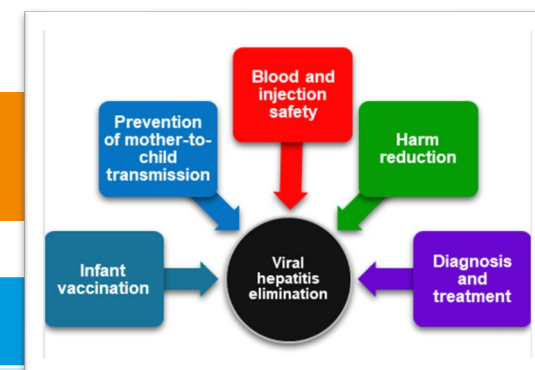 Blood and
injection
safety
Prevention
of mother-to-
child
transmission
Harm
reduction
Infant
vaccination
Viral
hepatitis
elimination
Diagnosis
and
treatment